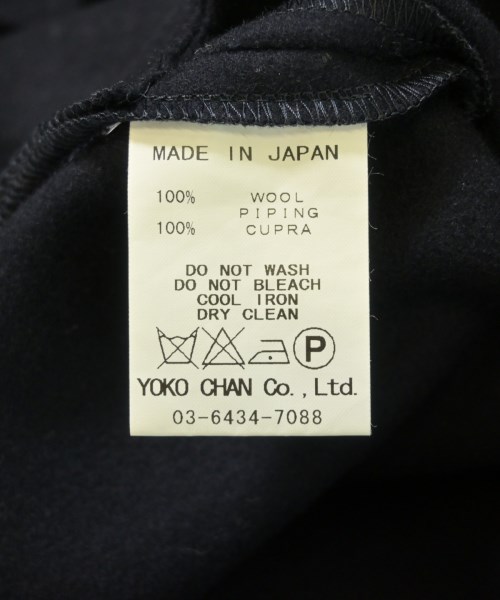 MADE IN JAPAN
100% WOOL
PIPING
100% CUPRA
DO NOT WASH
DO NOT BLEACH
COOL IRON
DRY CLEAN
P
YOKO CHAN Co., Ltd.
03-6434-7088